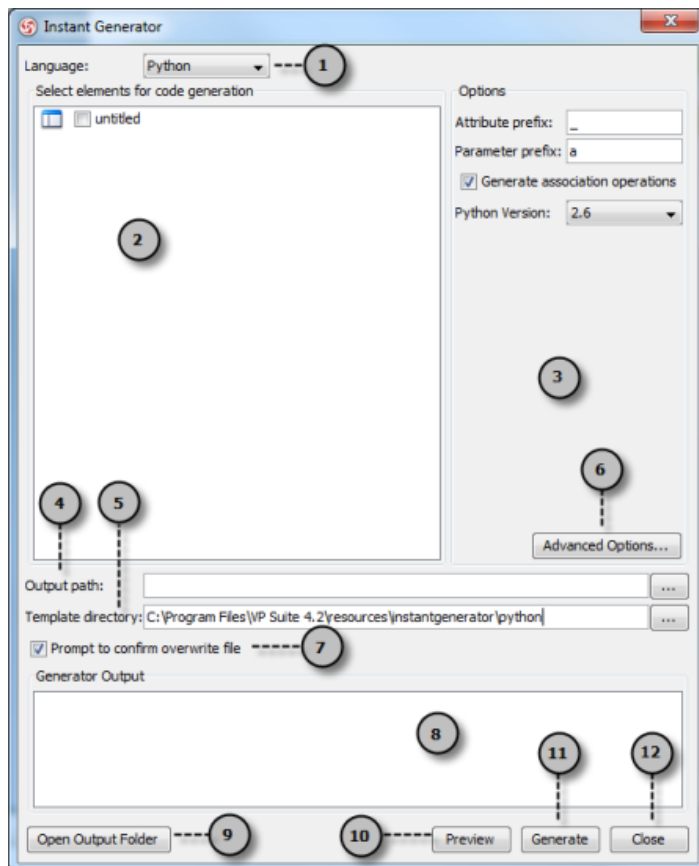 Instant Generator
Language: Python 1
Select elements for code generation
Options
untitled
Attribute prefix: _
Parameter prefix: a
Generate association operations
Python Version: 2.6
2
3
6
4 5
Advanced Options...
Output path: ...
Template directory: C:\Program Files\VP Suite 4.2\resources\instantgenerator\python ...
Prompt to confirm overwrite file 7
Generator Output
8
11 12
Open Output Folder 9 10 Preview Generate Close